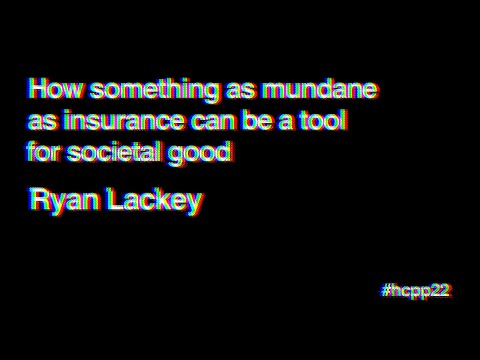 How something as mundane
as insurance can be a tool
for societal good
Ryan Lackey
#hcpp22